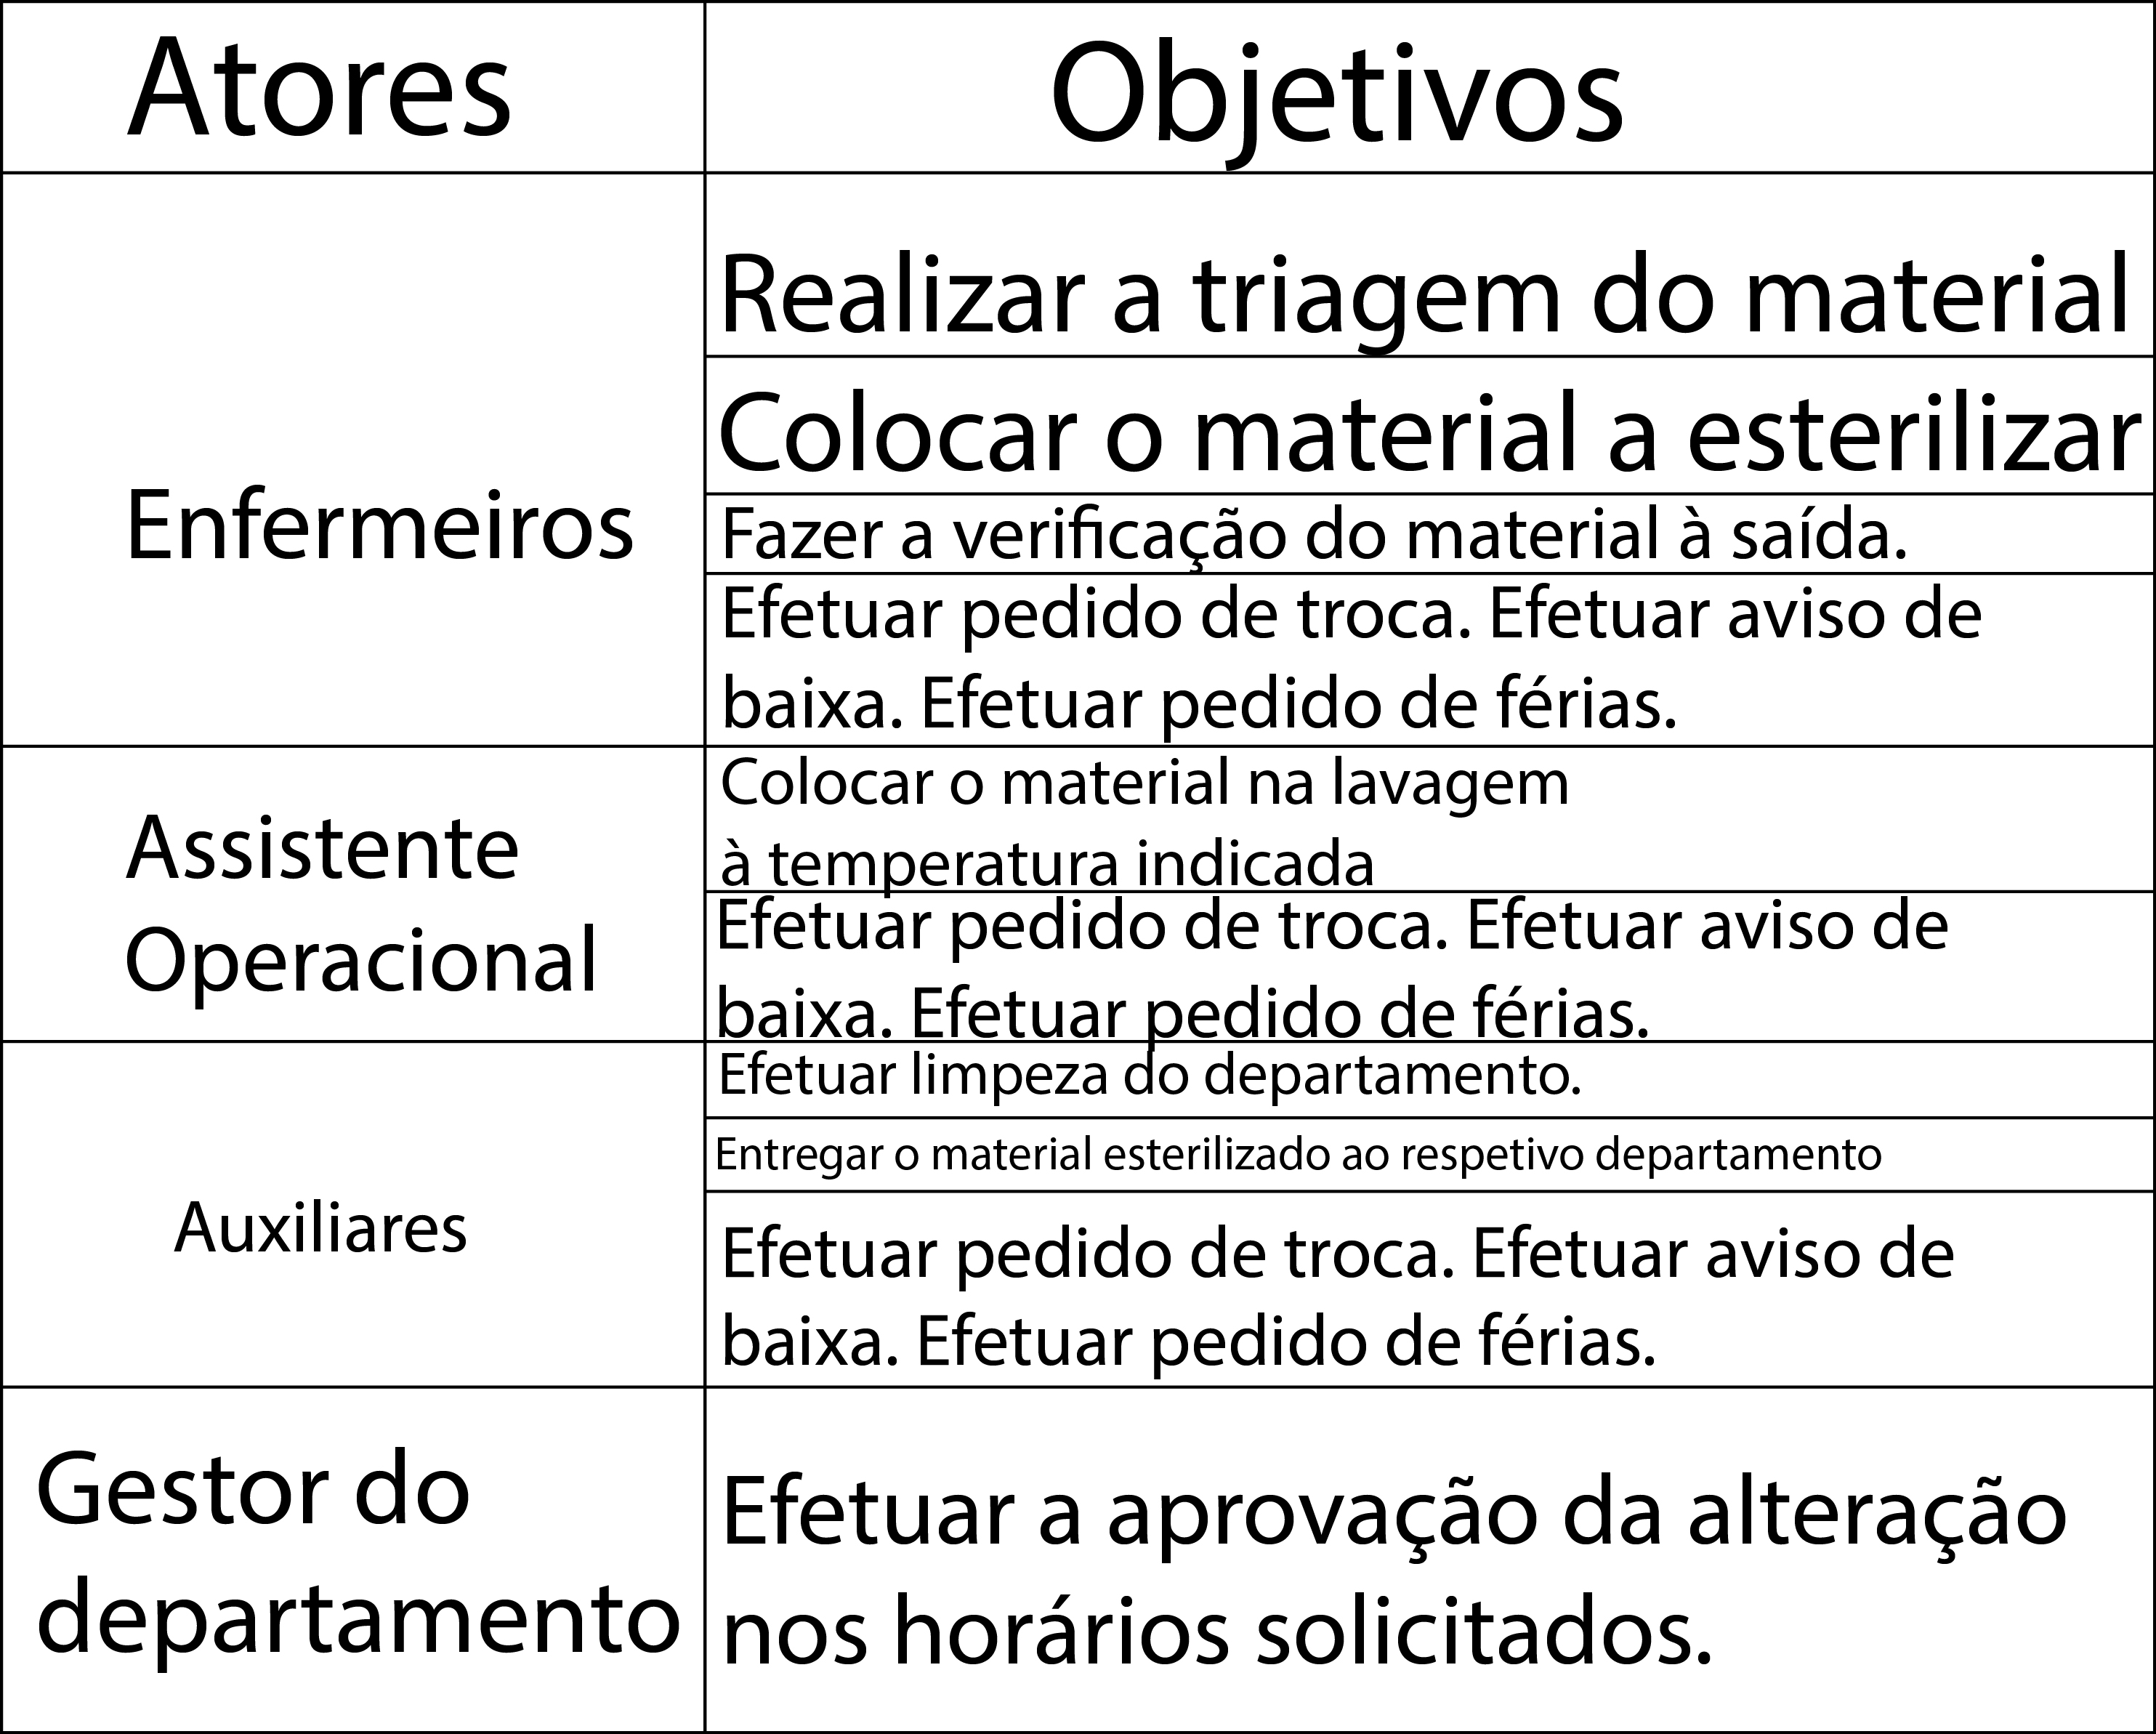 Atores
Objetivos
Enfermeiros
Realizar a triagem do material
Colocar o material a esterilizar
Fazer a verificação do material à saída.
Efetuar pedido de troca. Efetuar aviso de
baixa. Efetuar pedido de férias.
Assistente
Operacional
Colocar o material na lavagem
à temperatura indicada
Efetuar pedido de troca. Efetuar aviso de
baixa. Efetuar pedido de férias.
Auxiliares
Efetuar limpeza do departamento.
Entregar o material esterilizado ao respetivo departamento
Efetuar pedido de troca. Efetuar aviso de
baixa. Efetuar pedido de férias.
Gestor do
departamento
Efetuar a aprovação da alteração
nos horários solicitados.